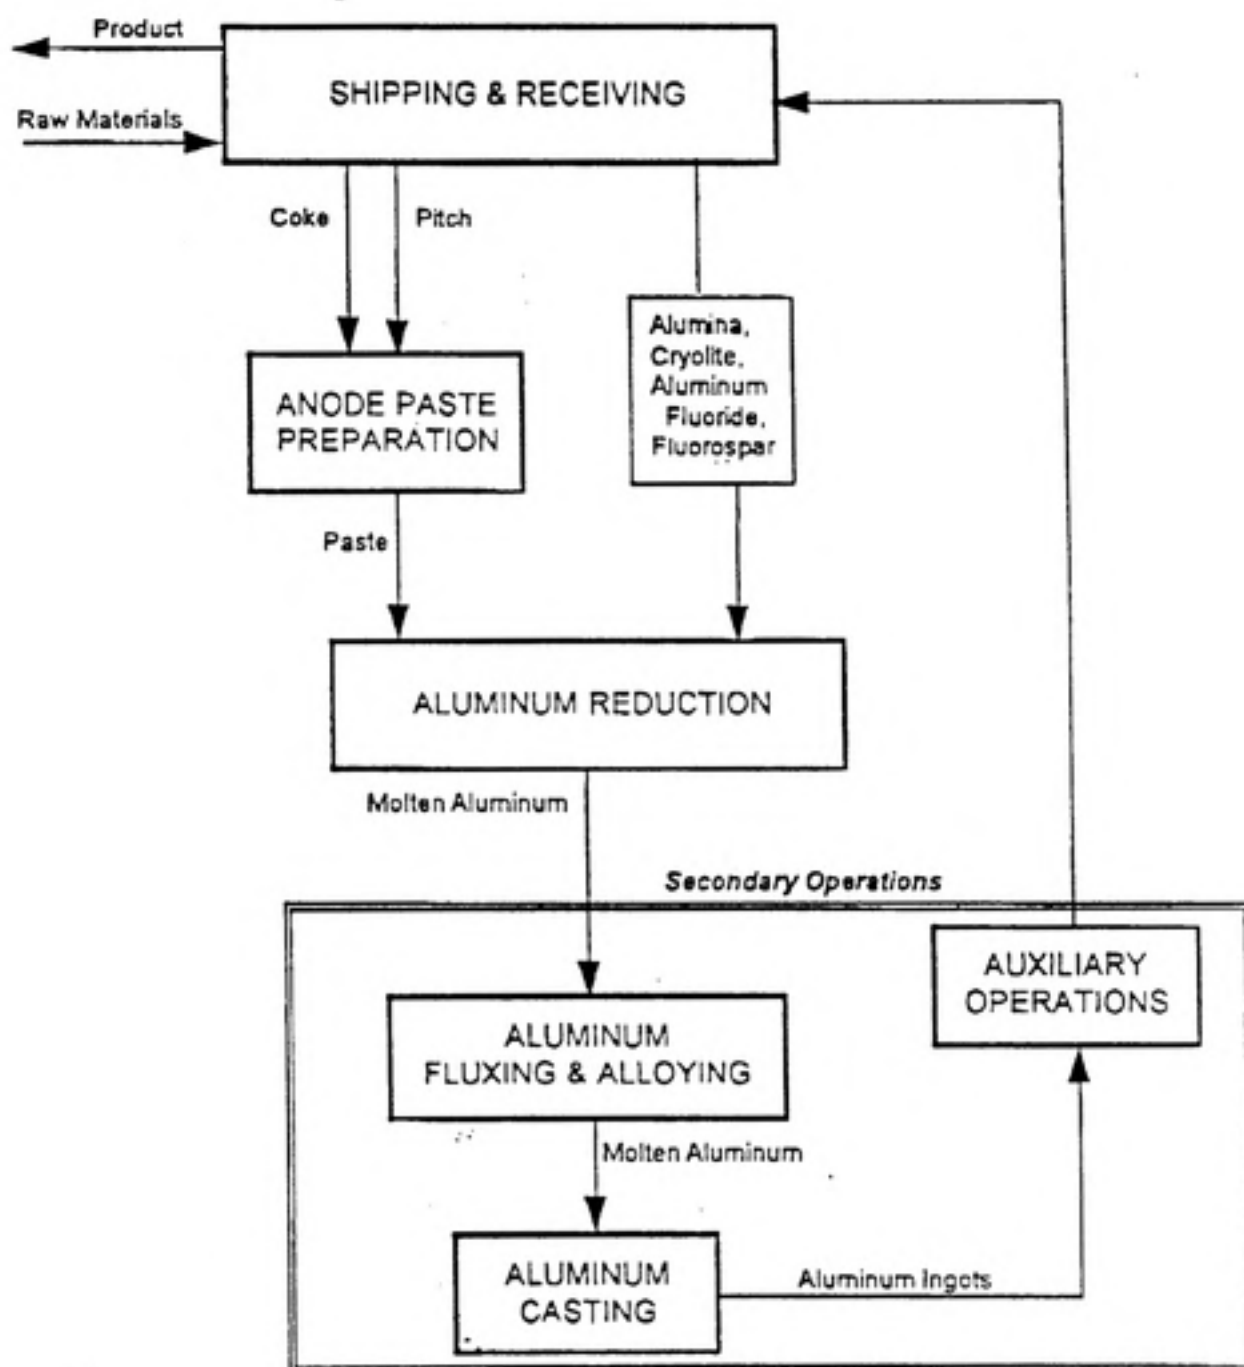 Product
SHIPPING & RECEIVING
Raw Materials
Coke
Pitch
Alumina,
Cryolite,
Aluminum
Fluoride,
Fluorospar
ANODE PASTE
PREPARATION
Paste
ALUMINUM REDUCTION
Molten Aluminum
Secondary Operations
AUXILIARY
OPERATIONS
ALUMINUM
FLUXING & ALLOYING
Molten Aluminum
ALUMINUM
CASTING
Aluminum Ingots